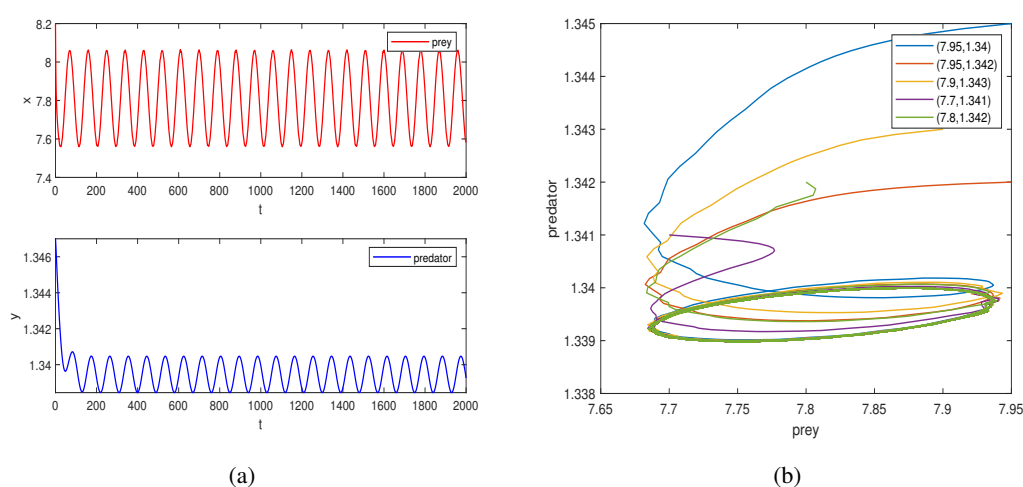 8.2
8
7.8
7.6
7.4
x
prey
0 200 400 600 800 1000 1200 1400 1600 1800 2000
t
1.346
1.344
1.342
1.34
y
predator
0 200 400 600 800 1000 1200 1400 1600 1800 2000
t
(a)
1.345
1.344
1.343
1.342
1.341
1.34
1.339
1.338
predator
(7.95,1.34)
(7.95,1.342)
(7.9,1.343)
(7.7,1.341)
(7.8,1.342)
7.65 7.7 7.75 7.8 7.85 7.9 7.95
prey
(b)